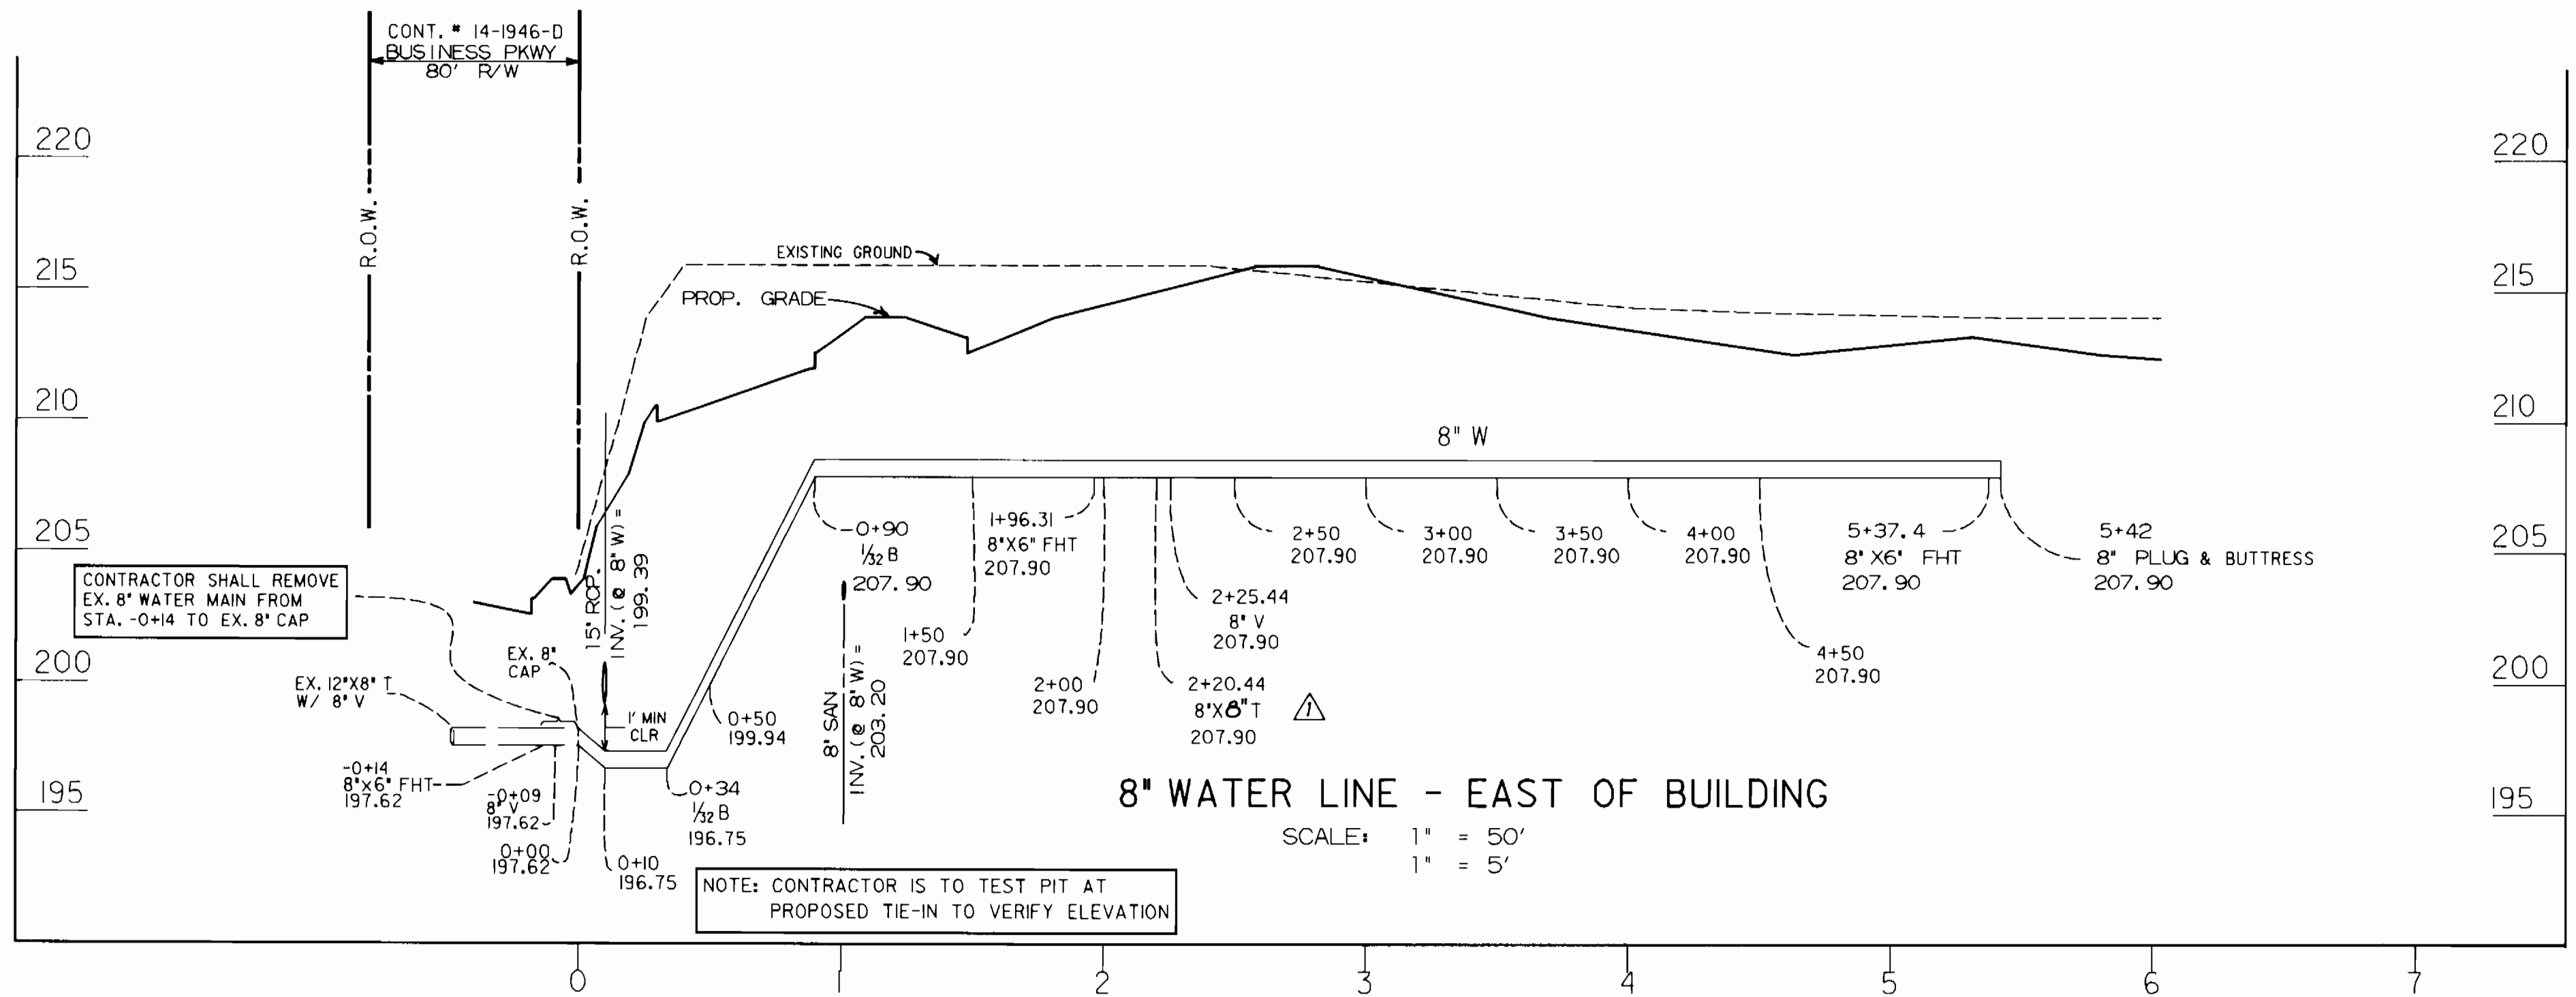 CONT. # 14-1946-D
BUSINESS PKWY
80' R/W
R.O.W.
R.O.W.
220
215
210
205
200
195
220
215
210
205
200
195
EXISTING GROUND
PROP. GRADE
8" W
15" RCP.
INV. (@ 8" W) =
199.39
CONTRACTOR SHALL REMOVE
EX. 8" WATER MAIN FROM
STA. -0+14 TO EX. 8" CAP
EX. 8"
CAP
EX. 12"X8" T
W/ 8" V
1' MIN
CLR
-0+14
8"X6" FHT
197.62
-0+09
8" V
197.62
0+00
197.62
0+10
196.75
0+34
1/32 B
196.75
0+50
199.94
8" SAN
INV. (@ 8" W) =
203.20
0+90
1/32 B
207.90
1+50
207.90
1+96.31
8"X6" FHT
207.90
2+00
207.90
2+20.44
8"X8"T
207.90
1
2+25.44
8" V
207.90
2+50
207.90
3+00
207.90
3+50
207.90
4+00
207.90
4+50
207.90
5+37.4
8"X6" FHT
207.90
5+42
8" PLUG & BUTTRESS
207.90
8" WATER LINE - EAST OF BUILDING
SCALE: 1" = 50'
1" = 5'
NOTE: CONTRACTOR IS TO TEST PIT AT
PROPOSED TIE-IN TO VERIFY ELEVATION
0 1 2 3 4 5 6 7